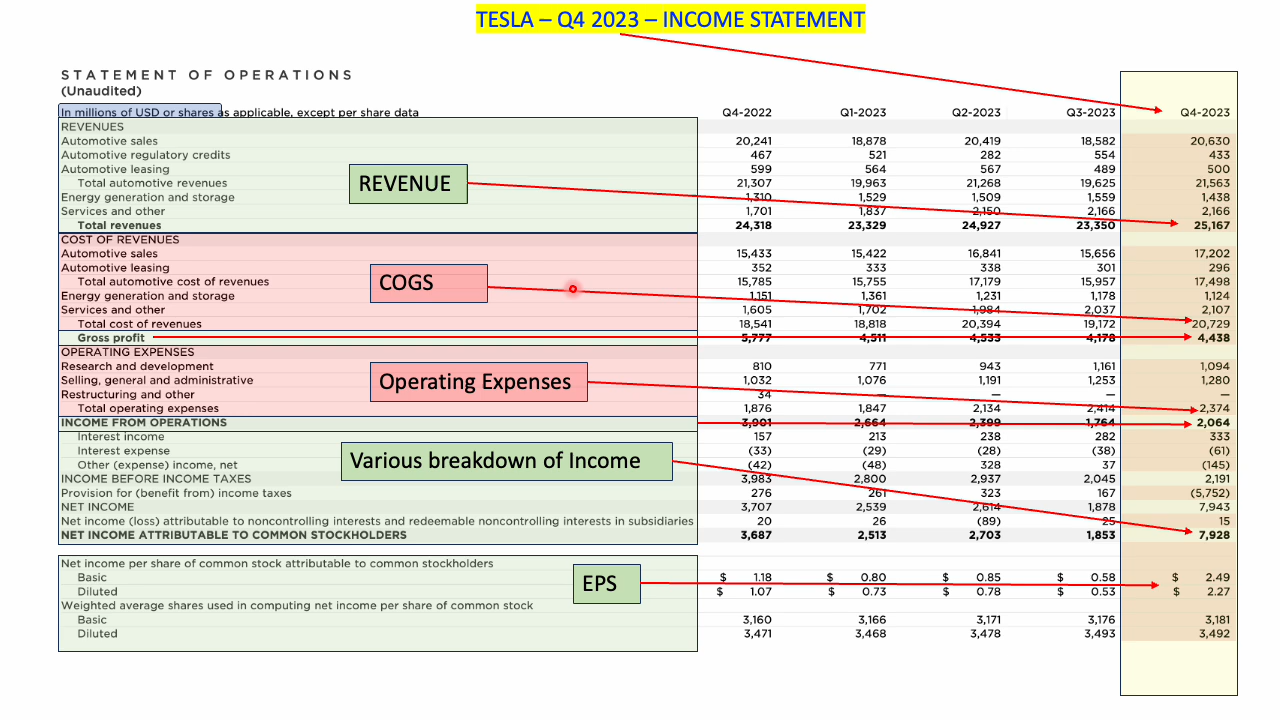 TESLA – Q4 2023 – INCOME STATEMENT
STATEMENT OF OPERATIONS
(Unaudited)
In millions of USD or shares as applicable, except per share data Q4-2022 Q1-2023 Q2-2023 Q3-2023 Q4-2023
REVENUES
Automotive sales 20,241 18,878 20,419 18,582 20,630
Automotive regulatory credits 467 521 282 554 433
Automotive leasing 599 564 567 489 500
Total automotive revenues 21,307 19,963 21,268 19,625 21,563
REVENUE
Energy generation and storage 1,310 1,529 1,509 1,559 1,438
Services and other 1,701 1,837 2,150 2,166 2,166
Total revenues 24,318 23,329 24,927 23,350 25,167
COST OF REVENUES
Automotive sales 15,433 15,422 16,841 15,656 17,202
Automotive leasing 352 333 338 301 296
Total automotive cost of revenues 15,785 15,755 17,179 15,957 17,498
COGS
Energy generation and storage 1,151 1,361 1,231 1,178 1,124
Services and other 1,605 1,702 1,984 2,037 2,107
Total cost of revenues 18,541 18,818 20,394 19,172 20,729
Gross profit 5,777 4,511 4,533 4,178 4,438
OPERATING EXPENSES
Research and development 810 771 943 1,161 1,094
Selling, general and administrative 1,032 1,076 1,191 1,253 1,280
Operating Expenses
Restructuring and other 34 — — — —
Total operating expenses 1,876 1,847 2,134 2,414 2,374
INCOME FROM OPERATIONS 3,901 2,664 2,399 1,764 2,064
Interest income 157 213 238 282 333
Interest expense (33) (29) (28) (38) (61)
Various breakdown of Income
Other (expense) income, net (42) (48) 328 37 (145)
INCOME BEFORE INCOME TAXES 3,983 2,800 2,937 2,045 2,191
Provision for (benefit from) income taxes 276 261 323 167 (5,752)
NET INCOME 3,707 2,539 2,614 1,878 7,943
Net income (loss) attributable to noncontrolling interests and redeemable noncontrolling interests in subsidiaries 20 26 (89) 25 15
NET INCOME ATTRIBUTABLE TO COMMON STOCKHOLDERS 3,687 2,513 2,703 1,853 7,928
Net income per share of common stock attributable to common stockholders
Basic $ 1.18 $ 0.80 $ 0.85 $ 0.58 $ 2.49
EPS
Diluted $ 1.07 $ 0.73 $ 0.78 $ 0.53 $ 2.27
Weighted average shares used in computing net income per share of common stock
Basic 3,160 3,166 3,171 3,176 3,181
Diluted 3,471 3,468 3,478 3,493 3,492